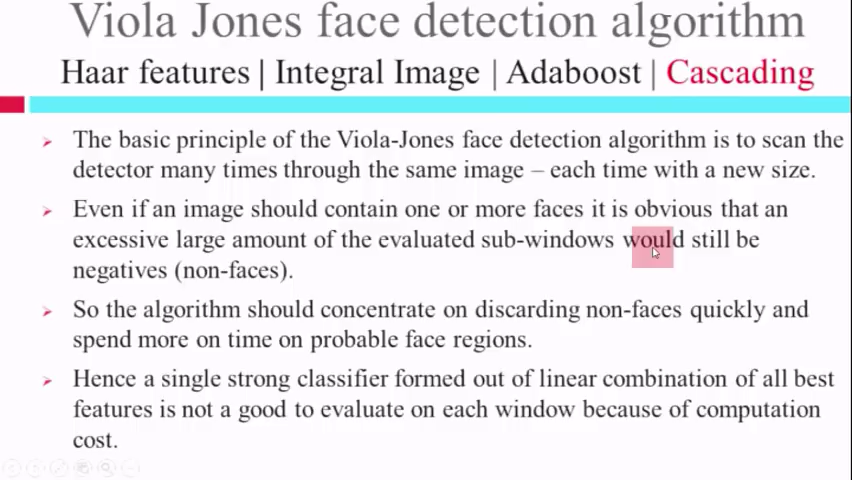 Viola Jones face detection algorithm
Haar features | Integral Image | Adaboost | Cascading
The basic principle of the Viola-Jones face detection algorithm is to scan the
detector many times through the same image – each time with a new size.
Even if an image should contain one or more faces it is obvious that an
excessive large amount of the evaluated sub-windows would still be
negatives (non-faces).
So the algorithm should concentrate on discarding non-faces quickly and
spend more on time on probable face regions.
Hence a single strong classifier formed out of linear combination of all best
features is not a good to evaluate on each window because of computation
cost.